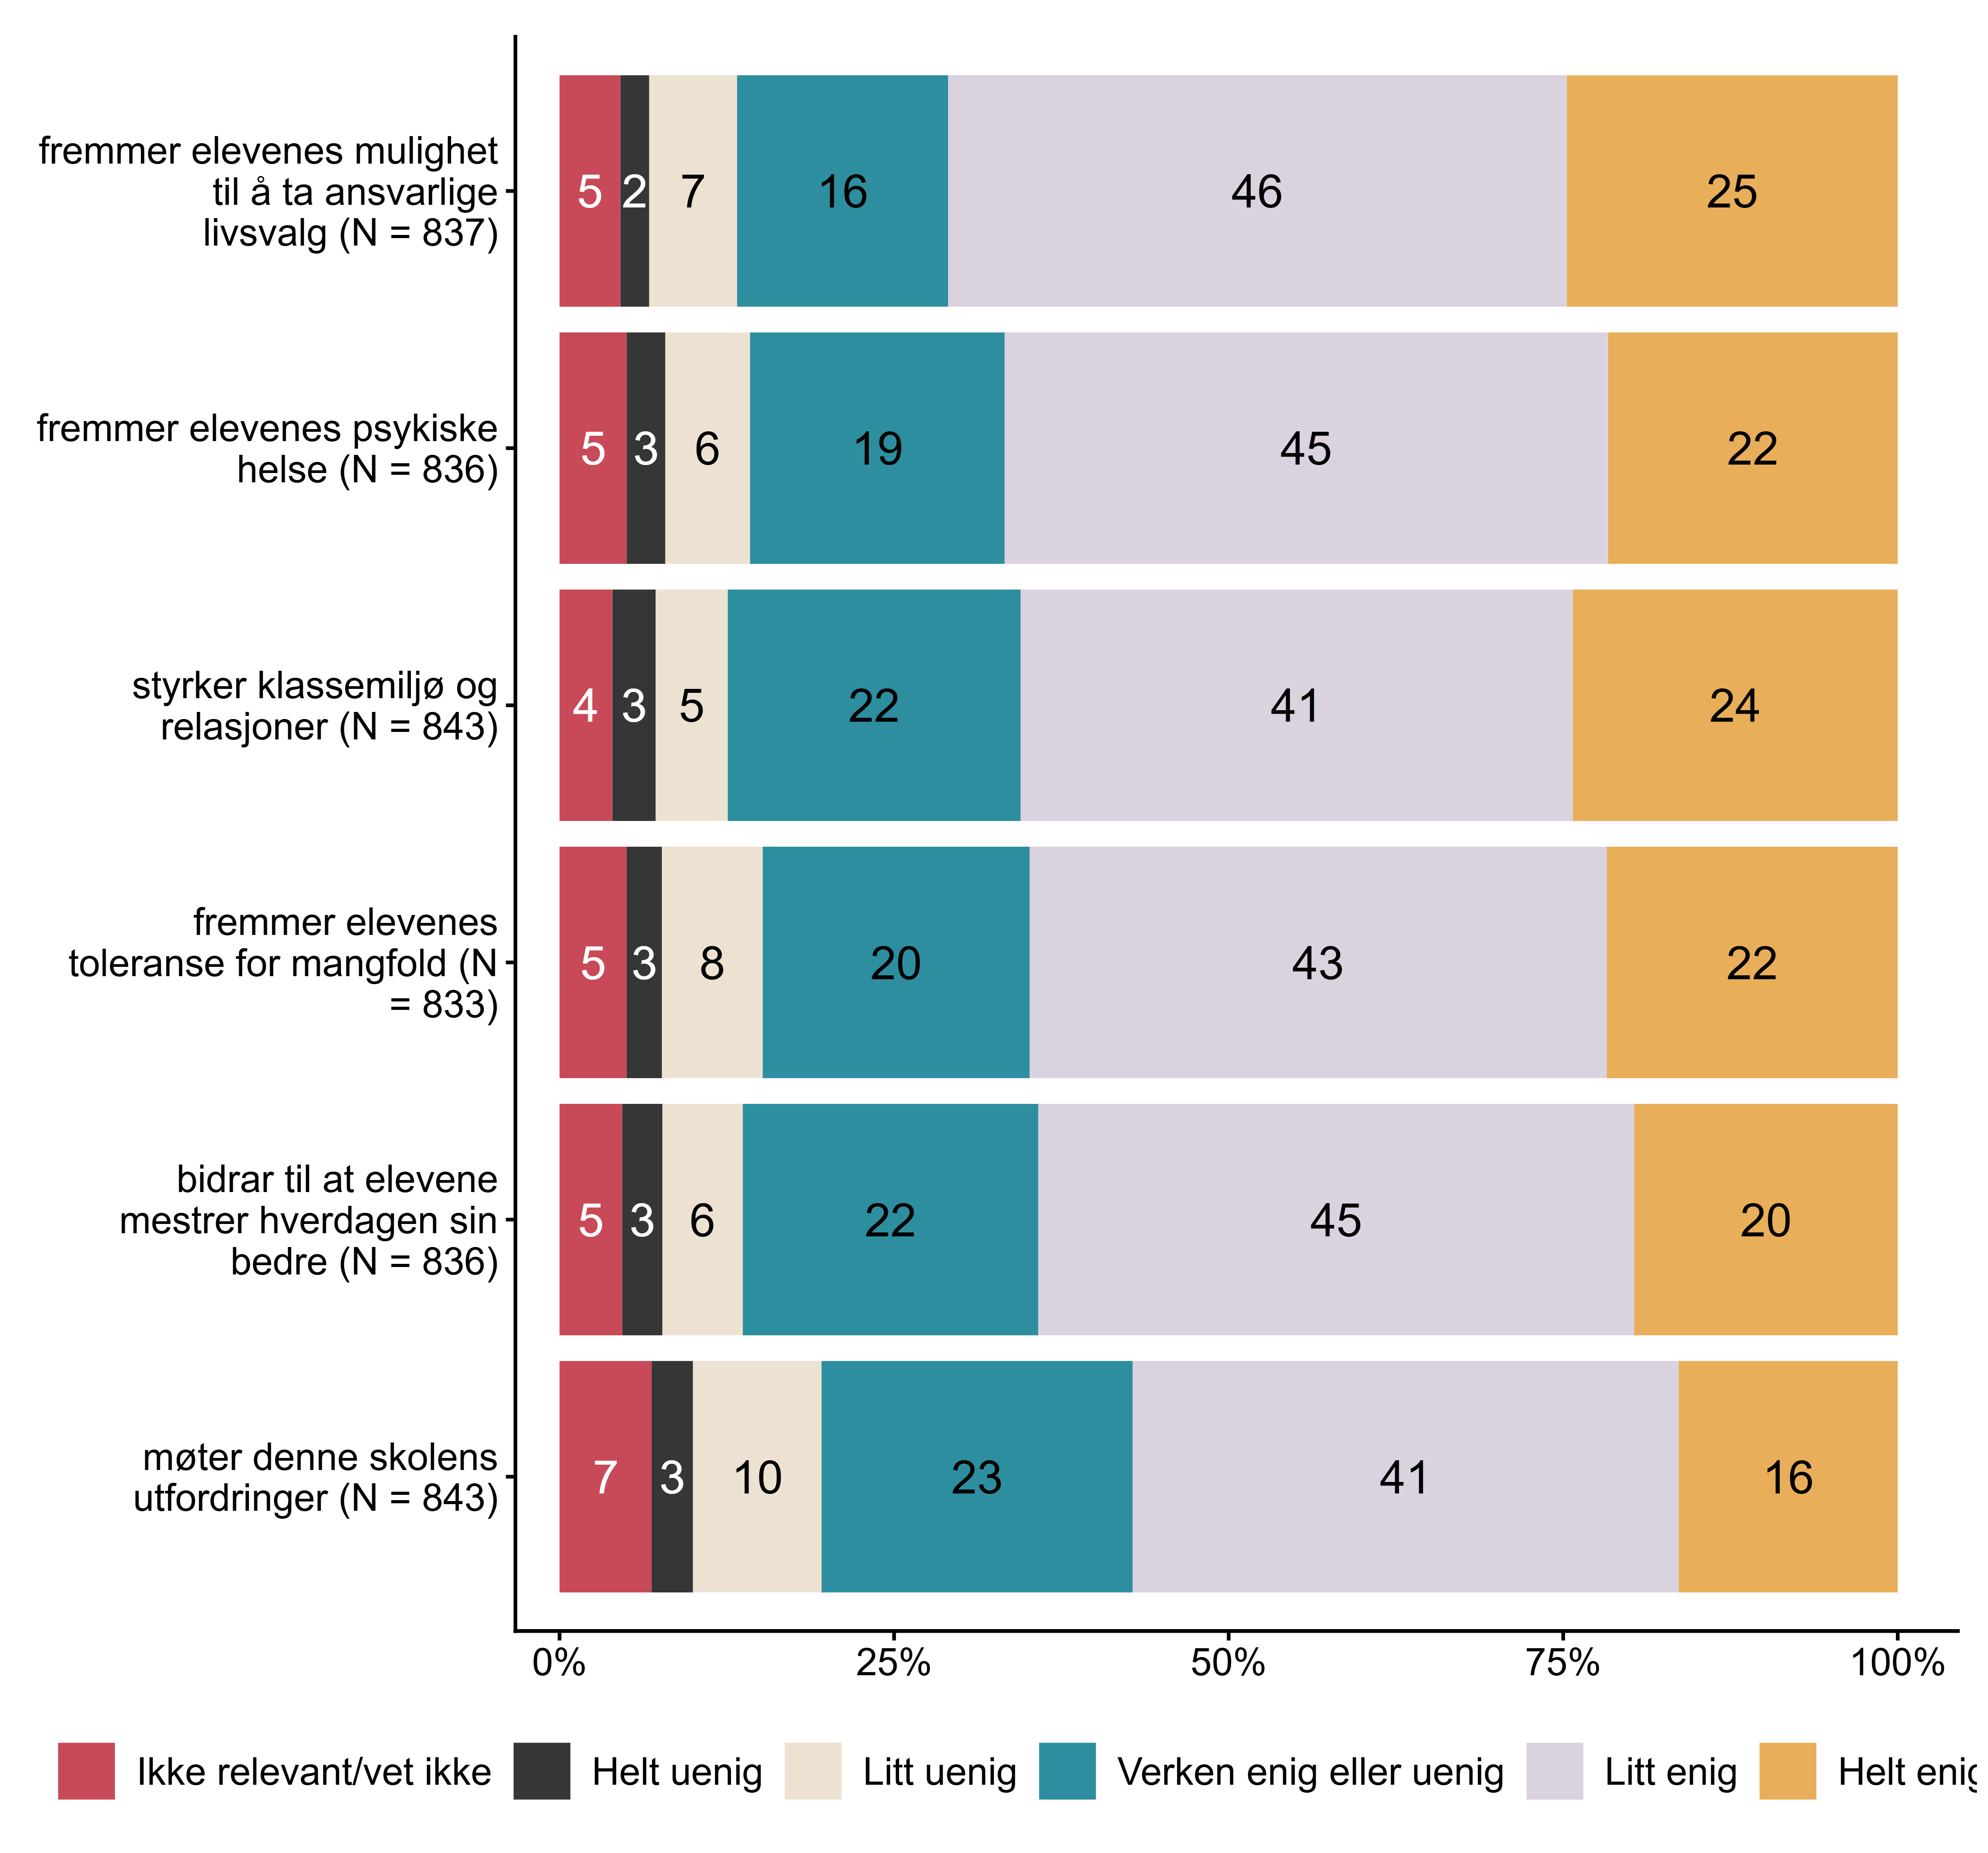 fremmer elevenes mulighet
til å ta ansvarlige
livsvalg (N = 837)
5 2 7 16 46 25
fremmer elevenes psykiske
helse (N = 836)
5 3 6 19 45 22
styrker klassemiljø og
relasjoner (N = 843)
4 3 5 22 41 24
fremmer elevenes
toleranse for mangfold (N
= 833)
5 3 8 20 43 22
bidrar til at elevene
mestrer hverdagen sin
bedre (N = 836)
5 3 6 22 45 20
møter denne skolens
utfordringer (N = 843)
7 3 10 23 41 16
0% 25% 50% 75% 100%
Ikke relevant/vet ikke Helt uenig Litt uenig Verken enig eller uenig Litt enig Helt enig